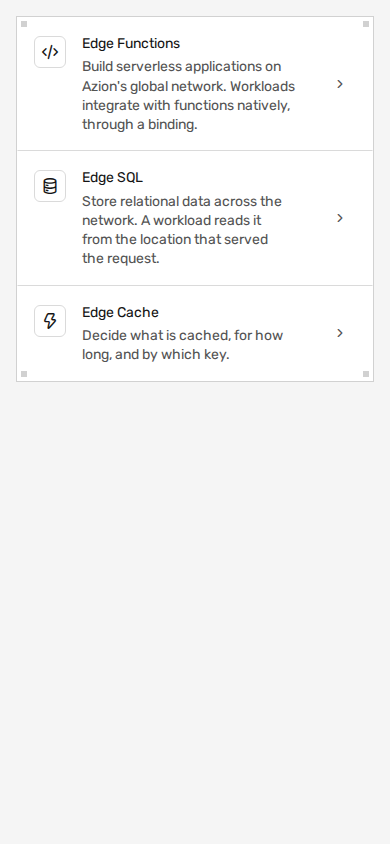 Edge Functions
Build serverless applications on
Azion's global network. Workloads
integrate with functions natively,
through a binding.
Edge SQL
Store relational data across the
network. A workload reads it
from the location that served
the request.
Edge Cache
Decide what is cached, for how
long, and by which key.